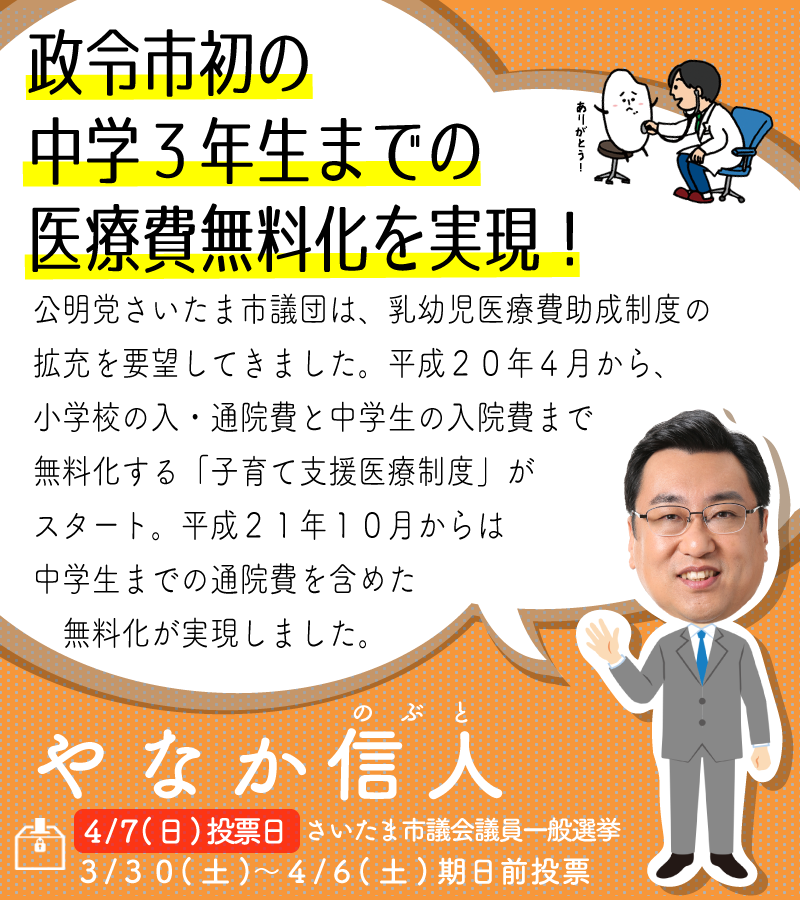 政令市初の
中学３年生までの
医療費無料化を実現！
ありがとう！
公明党さいたま市議団は、乳幼児医療費助成制度の
拡充を要望してきました。平成２０年４月から、
小学校の入・通院費と中学生の入院費まで
無料化する「子育て支援医療制度」が
スタート。平成２１年１０月からは
中学生までの通院費を含めた
無料化が実現しました。
のぶと
やなか信人
4/7(日)投票日 さいたま市議会議員一般選挙
３/３０(土)～４/６(土)期日前投票